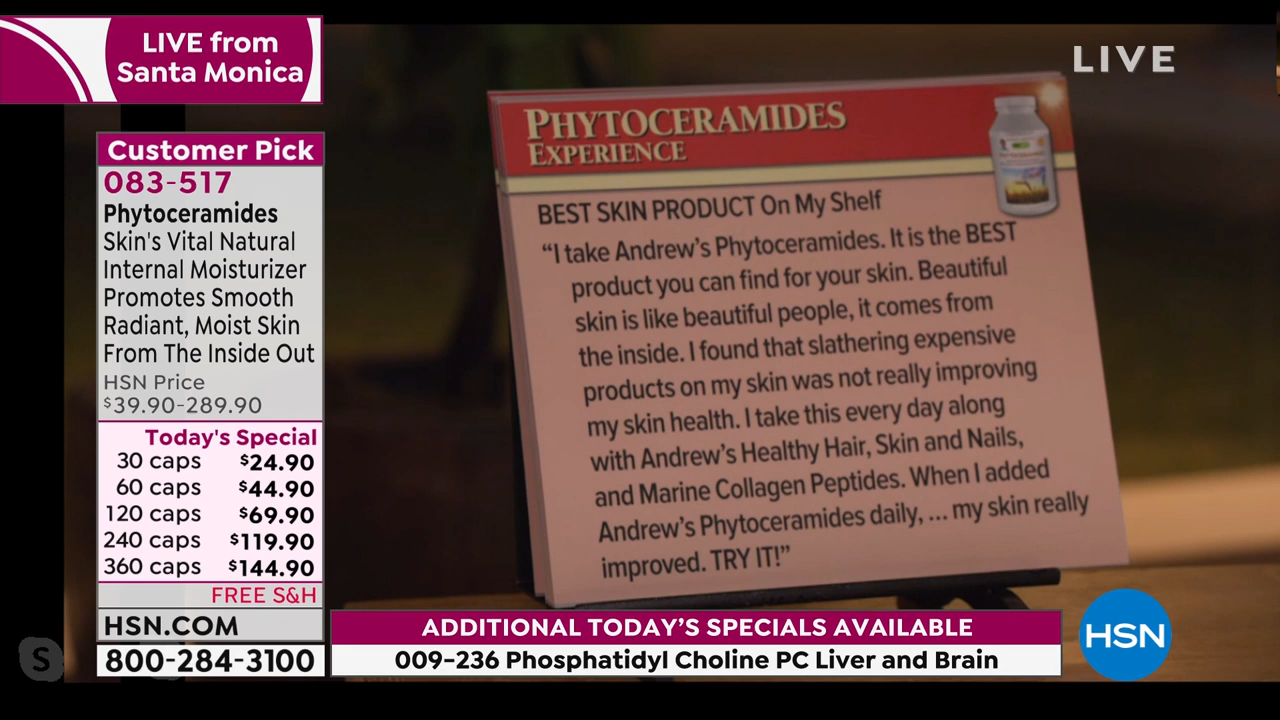 LIVE from
Santa Monica
LIVE
Customer Pick
083-517
Phytoceramides
Skin's Vital Natural
Internal Moisturizer
Promotes Smooth
Radiant, Moist Skin
From The Inside Out
HSN Price
$39.90-289.90
Today's Special
30 caps $24.90
60 caps $44.90
120 caps $69.90
240 caps $119.90
360 caps $144.90
FREE S&H
HSN.COM
800-284-3100
PHYTOCERAMIDES
EXPERIENCE
BEST SKIN PRODUCT On My Shelf
“I take Andrew’s Phytoceramides. It is the BEST
product you can find for your skin. Beautiful
skin is like beautiful people, it comes from
the inside. I found that slathering expensive
products on my skin was not really improving
my skin health. I take this every day along
with Andrew’s Healthy Hair, Skin and Nails,
and Marine Collagen Peptides. When I added
Andrew’s Phytoceramides daily, ... my skin really
improved. TRY IT!”
ADDITIONAL TODAY’S SPECIALS AVAILABLE
009-236 Phosphatidyl Choline PC Liver and Brain
HSN
S